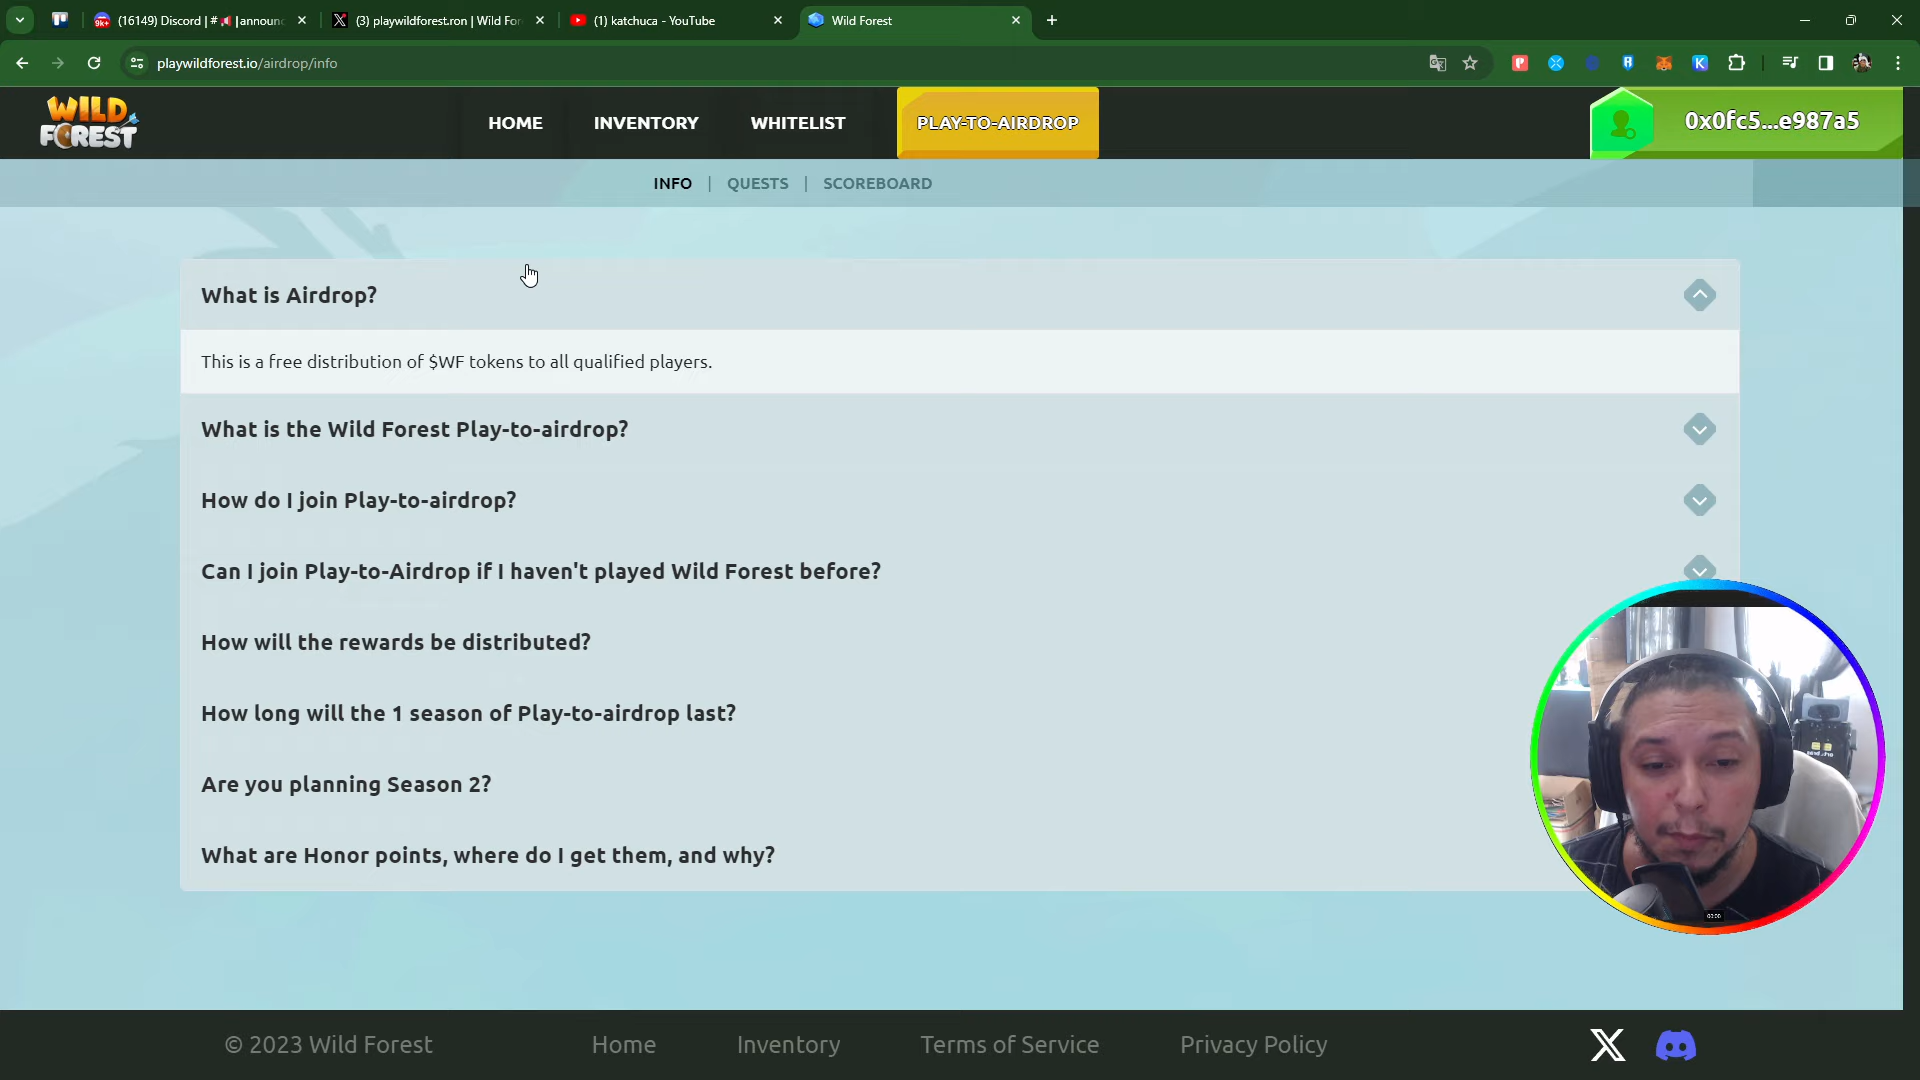 (16149) Discord | # | announc
(3) playwildforest.ron | Wild For
(1) katchuca - YouTube
Wild Forest
playwildforest.io/airdrop/info
WILD FOREST
HOME
INVENTORY
WHITELIST
PLAY-TO-AIRDROP
0x0fc5...e987a5
INFO | QUESTS | SCOREBOARD
What is Airdrop?
This is a free distribution of $WF tokens to all qualified players.
What is the Wild Forest Play-to-airdrop?
How do I join Play-to-airdrop?
Can I join Play-to-Airdrop if I haven't played Wild Forest before?
How will the rewards be distributed?
How long will the 1 season of Play-to-airdrop last?
Are you planning Season 2?
What are Honor points, where do I get them, and why?
00:00
© 2023 Wild Forest
Home
Inventory
Terms of Service
Privacy Policy